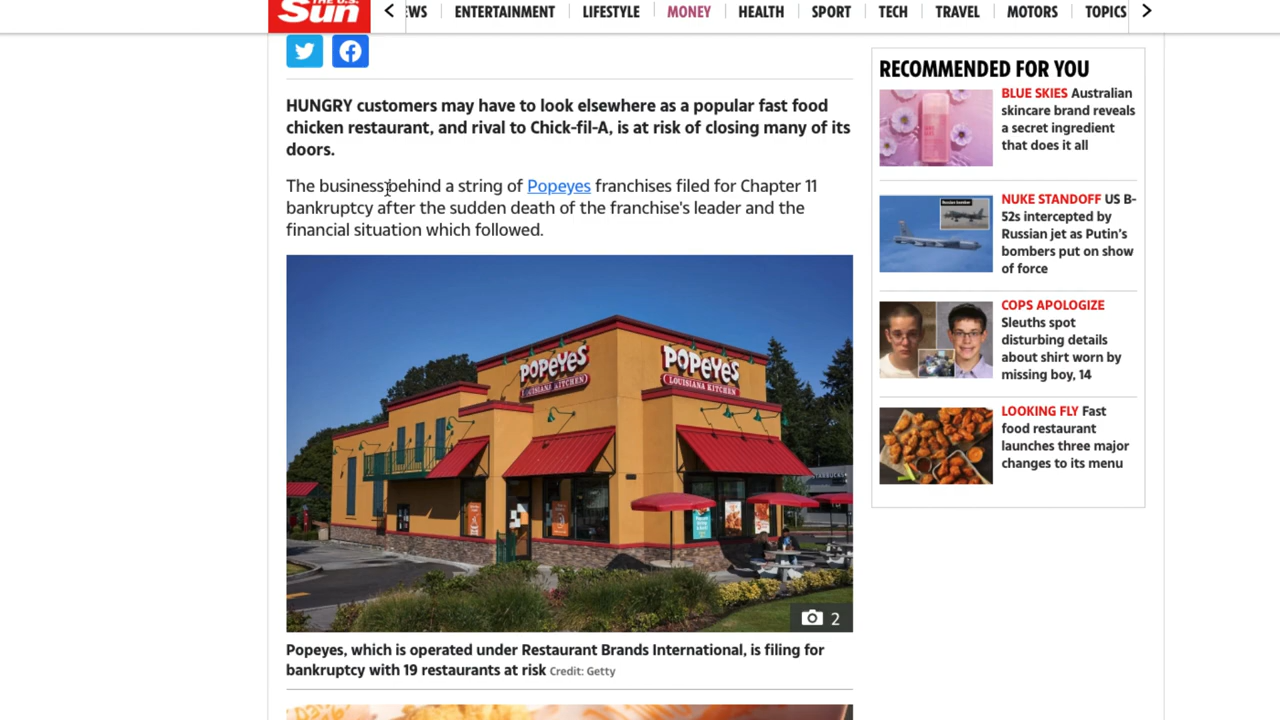 THE U.S.
Sun
WS
ENTERTAINMENT
LIFESTYLE
MONEY
HEALTH
SPORT
TECH
TRAVEL
MOTORS
TOPICS
HUNGRY customers may have to look elsewhere as a popular fast food
chicken restaurant, and rival to Chick-fil-A, is at risk of closing many of its
doors.
The business behind a string of Popeyes franchises filed for Chapter 11
bankruptcy after the sudden death of the franchise's leader and the
financial situation which followed.
POPEYES
LOUISIANA KITCHEN
POPEYES
LOUISIANA KITCHEN
STARBUCKS
2
Popeyes, which is operated under Restaurant Brands International, is filing for
bankruptcy with 19 restaurants at risk Credit: Getty
RECOMMENDED FOR YOU
BLUE SKIES Australian
skincare brand reveals
a secret ingredient
that does it all
NUKE STANDOFF US B-
52s intercepted by
Russian jet as Putin's
bombers put on show
of force
COPS APOLOGIZE
Sleuths spot
disturbing details
about shirt worn by
missing boy, 14
LOOKING FLY Fast
food restaurant
launches three major
changes to its menu